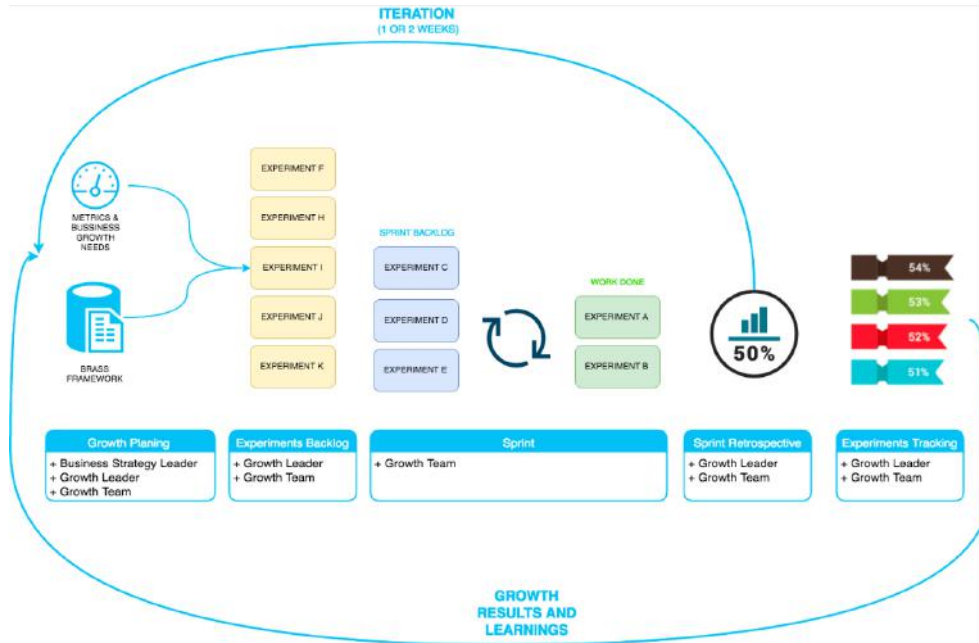 ITERATION
(1 OR 2 WEEKS)
METRICS &
BUSSINESS
GROWTH
NEEDS
BRASS
FRAMEWORK
EXPERIMENT F
EXPERIMENT H
EXPERIMENT I
EXPERIMENT J
EXPERIMENT K
SPRINT BACKLOG
EXPERIMENT C
EXPERIMENT D
EXPERIMENT E
WORK DONE
EXPERIMENT A
EXPERIMENT B
50%
54%
53%
52%
51%
Growth Planing
+ Business Strategy Leader
+ Growth Leader
+ Growth Team
Experiments Backlog
+ Growth Leader
+ Growth Team
Sprint
+ Growth Team
Sprint Retrospective
+ Growth Leader
+ Growth Team
Experiments Tracking
+ Growth Leader
+ Growth Team
GROWTH
RESULTS AND
LEARNINGS